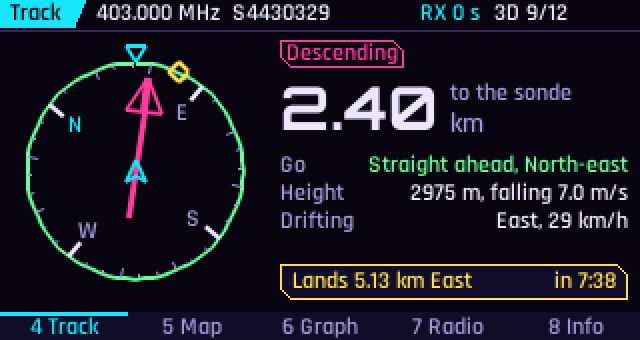 Track 403.000 MHz S4430329 RX 0 s 3D 9/12
Descending
2.40 km to the sonde
N
E
S
W
Go Straight ahead, North-east
Height 2975 m, falling 7.0 m/s
Drifting East, 29 km/h
Lands 5.13 km East in 7:38
4 Track 5 Map 6 Graph 7 Radio 8 Info